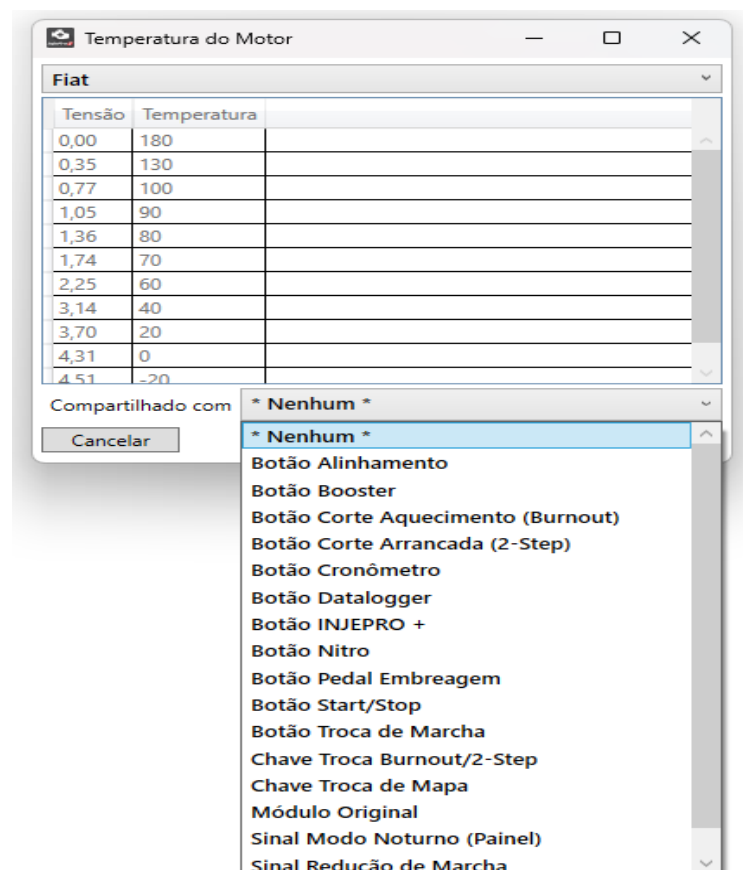 Temperatura do Motor
Fiat
Tensão Temperatura
0,00 180
0,35 130
0,77 100
1,05 90
1,36 80
1,74 70
2,25 60
3,14 40
3,70 20
4,31 0
4,51 -20
Compartilhado com * Nenhum *
Cancelar
* Nenhum *
Botão Alinhamento
Botão Booster
Botão Corte Aquecimento (Burnout)
Botão Corte Arrancada (2-Step)
Botão Cronômetro
Botão Datalogger
Botão INJEPRO +
Botão Nitro
Botão Pedal Embreagem
Botão Start/Stop
Botão Troca de Marcha
Chave Troca Burnout/2-Step
Chave Troca de Mapa
Módulo Original
Sinal Modo Noturno (Painel)
Sinal Redução de Marcha